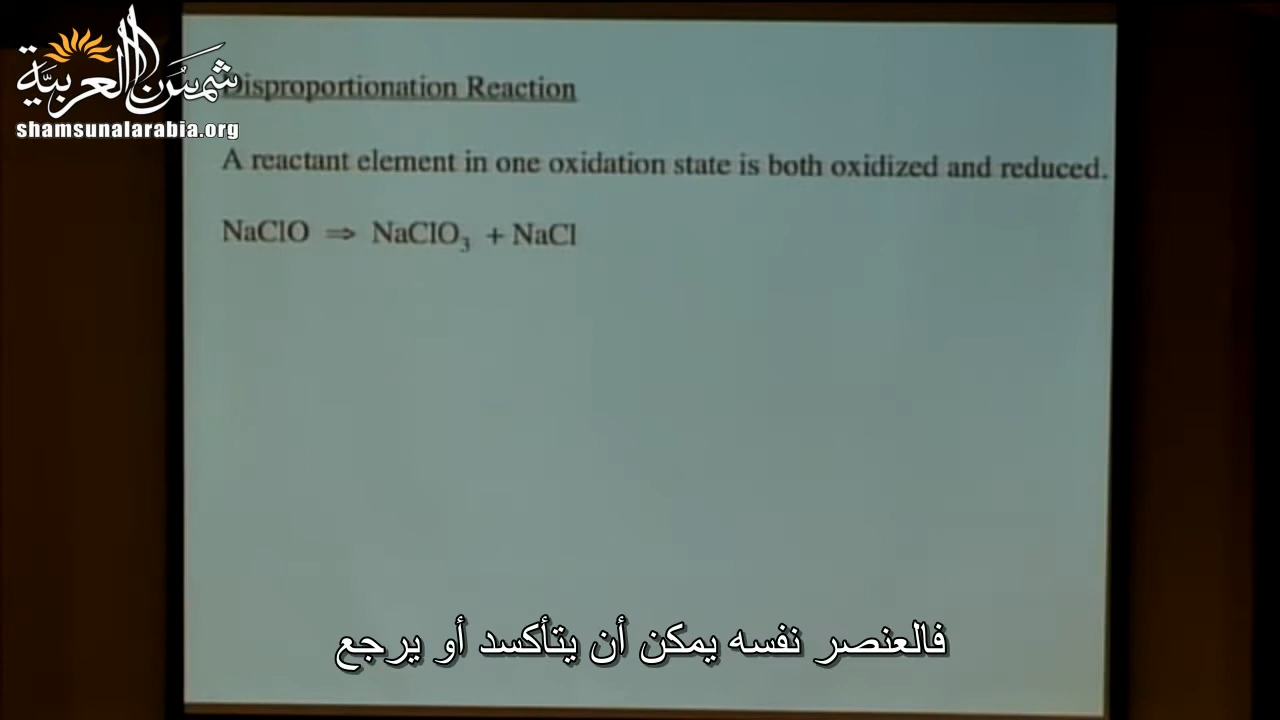 شمس العربية
shamsunalarabia.org
Disproportionation Reaction
A reactant element in one oxidation state is both oxidized and reduced.
NaClO ⇒ NaClO₃ + NaCl
فالعنصر نفسه يمكن أن يتأكسد أو يرجع